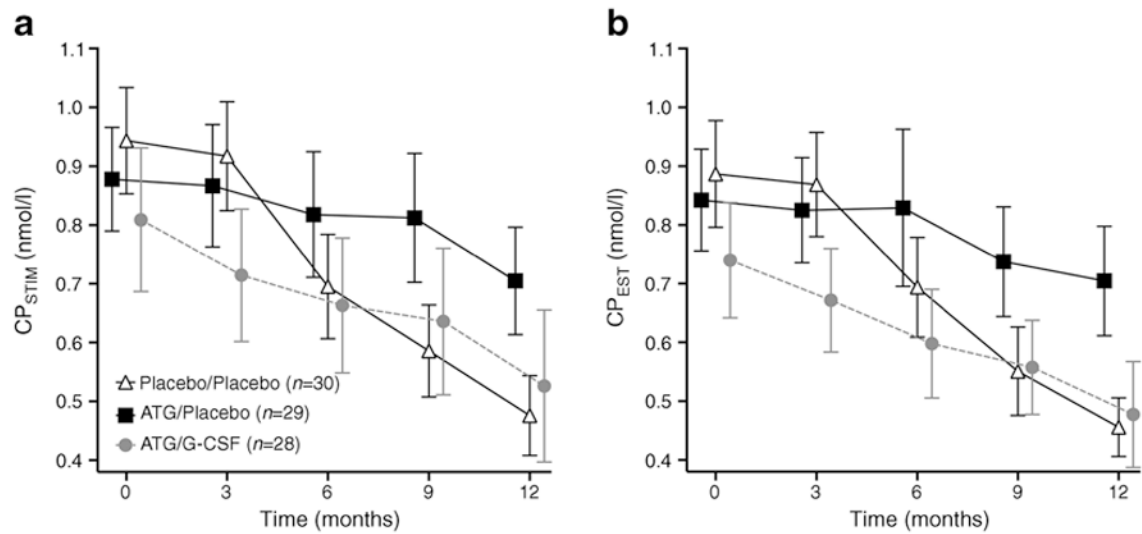 a
1.1
1.0
0.9
0.8
0.7
0.6
0.5
0.4
CPSTIM (nmol/l)
Placebo/Placebo (n=30)
ATG/Placebo (n=29)
ATG/G-CSF (n=28)
0 3 6 9 12
Time (months)
b
1.1
1.0
0.9
0.8
0.7
0.6
0.5
0.4
CPEST (nmol/l)
0 3 6 9 12
Time (months)